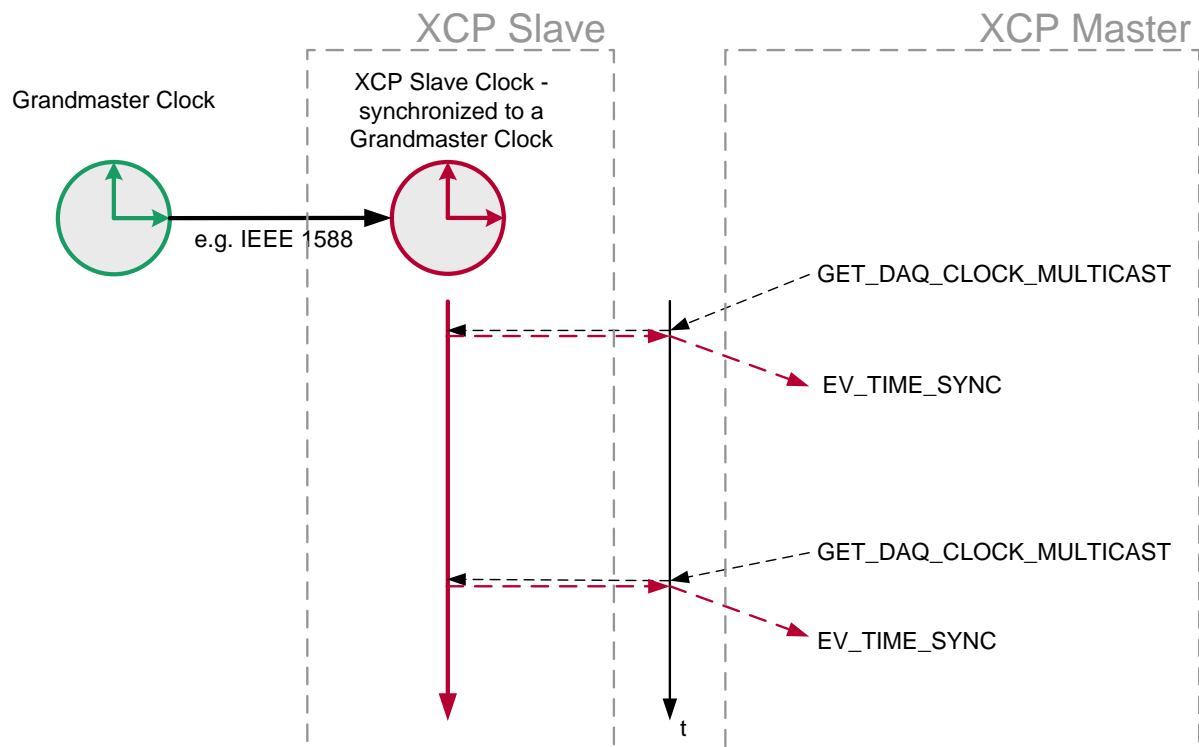 XCP Slave
XCP Master
Grandmaster Clock
XCP Slave Clock -
synchronized to a
Grandmaster Clock
e.g. IEEE 1588
GET_DAQ_CLOCK_MULTICAST
EV_TIME_SYNC
GET_DAQ_CLOCK_MULTICAST
EV_TIME_SYNC
t